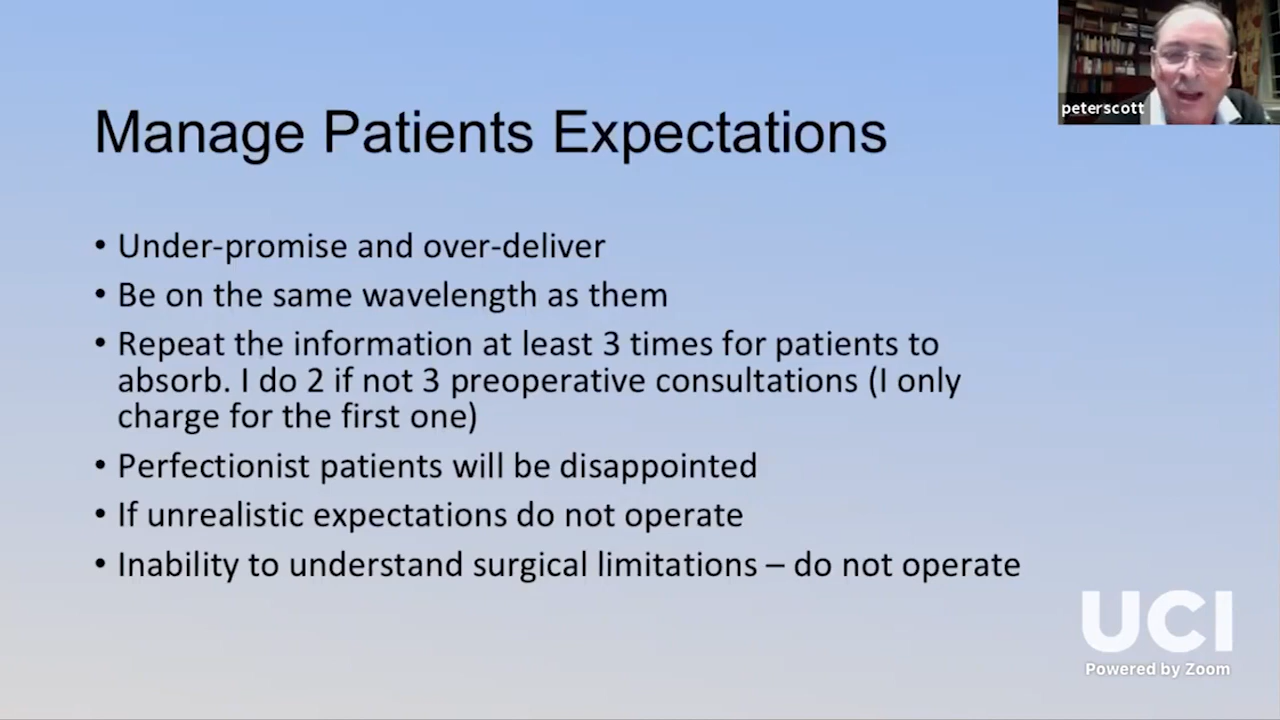 peterscott
Manage Patients Expectations
• Under-promise and over-deliver
• Be on the same wavelength as them
• Repeat the information at least 3 times for patients to
absorb. I do 2 if not 3 preoperative consultations (I only
charge for the first one)
• Perfectionist patients will be disappointed
• If unrealistic expectations do not operate
• Inability to understand surgical limitations – do not operate
UCI
Powered by Zoom